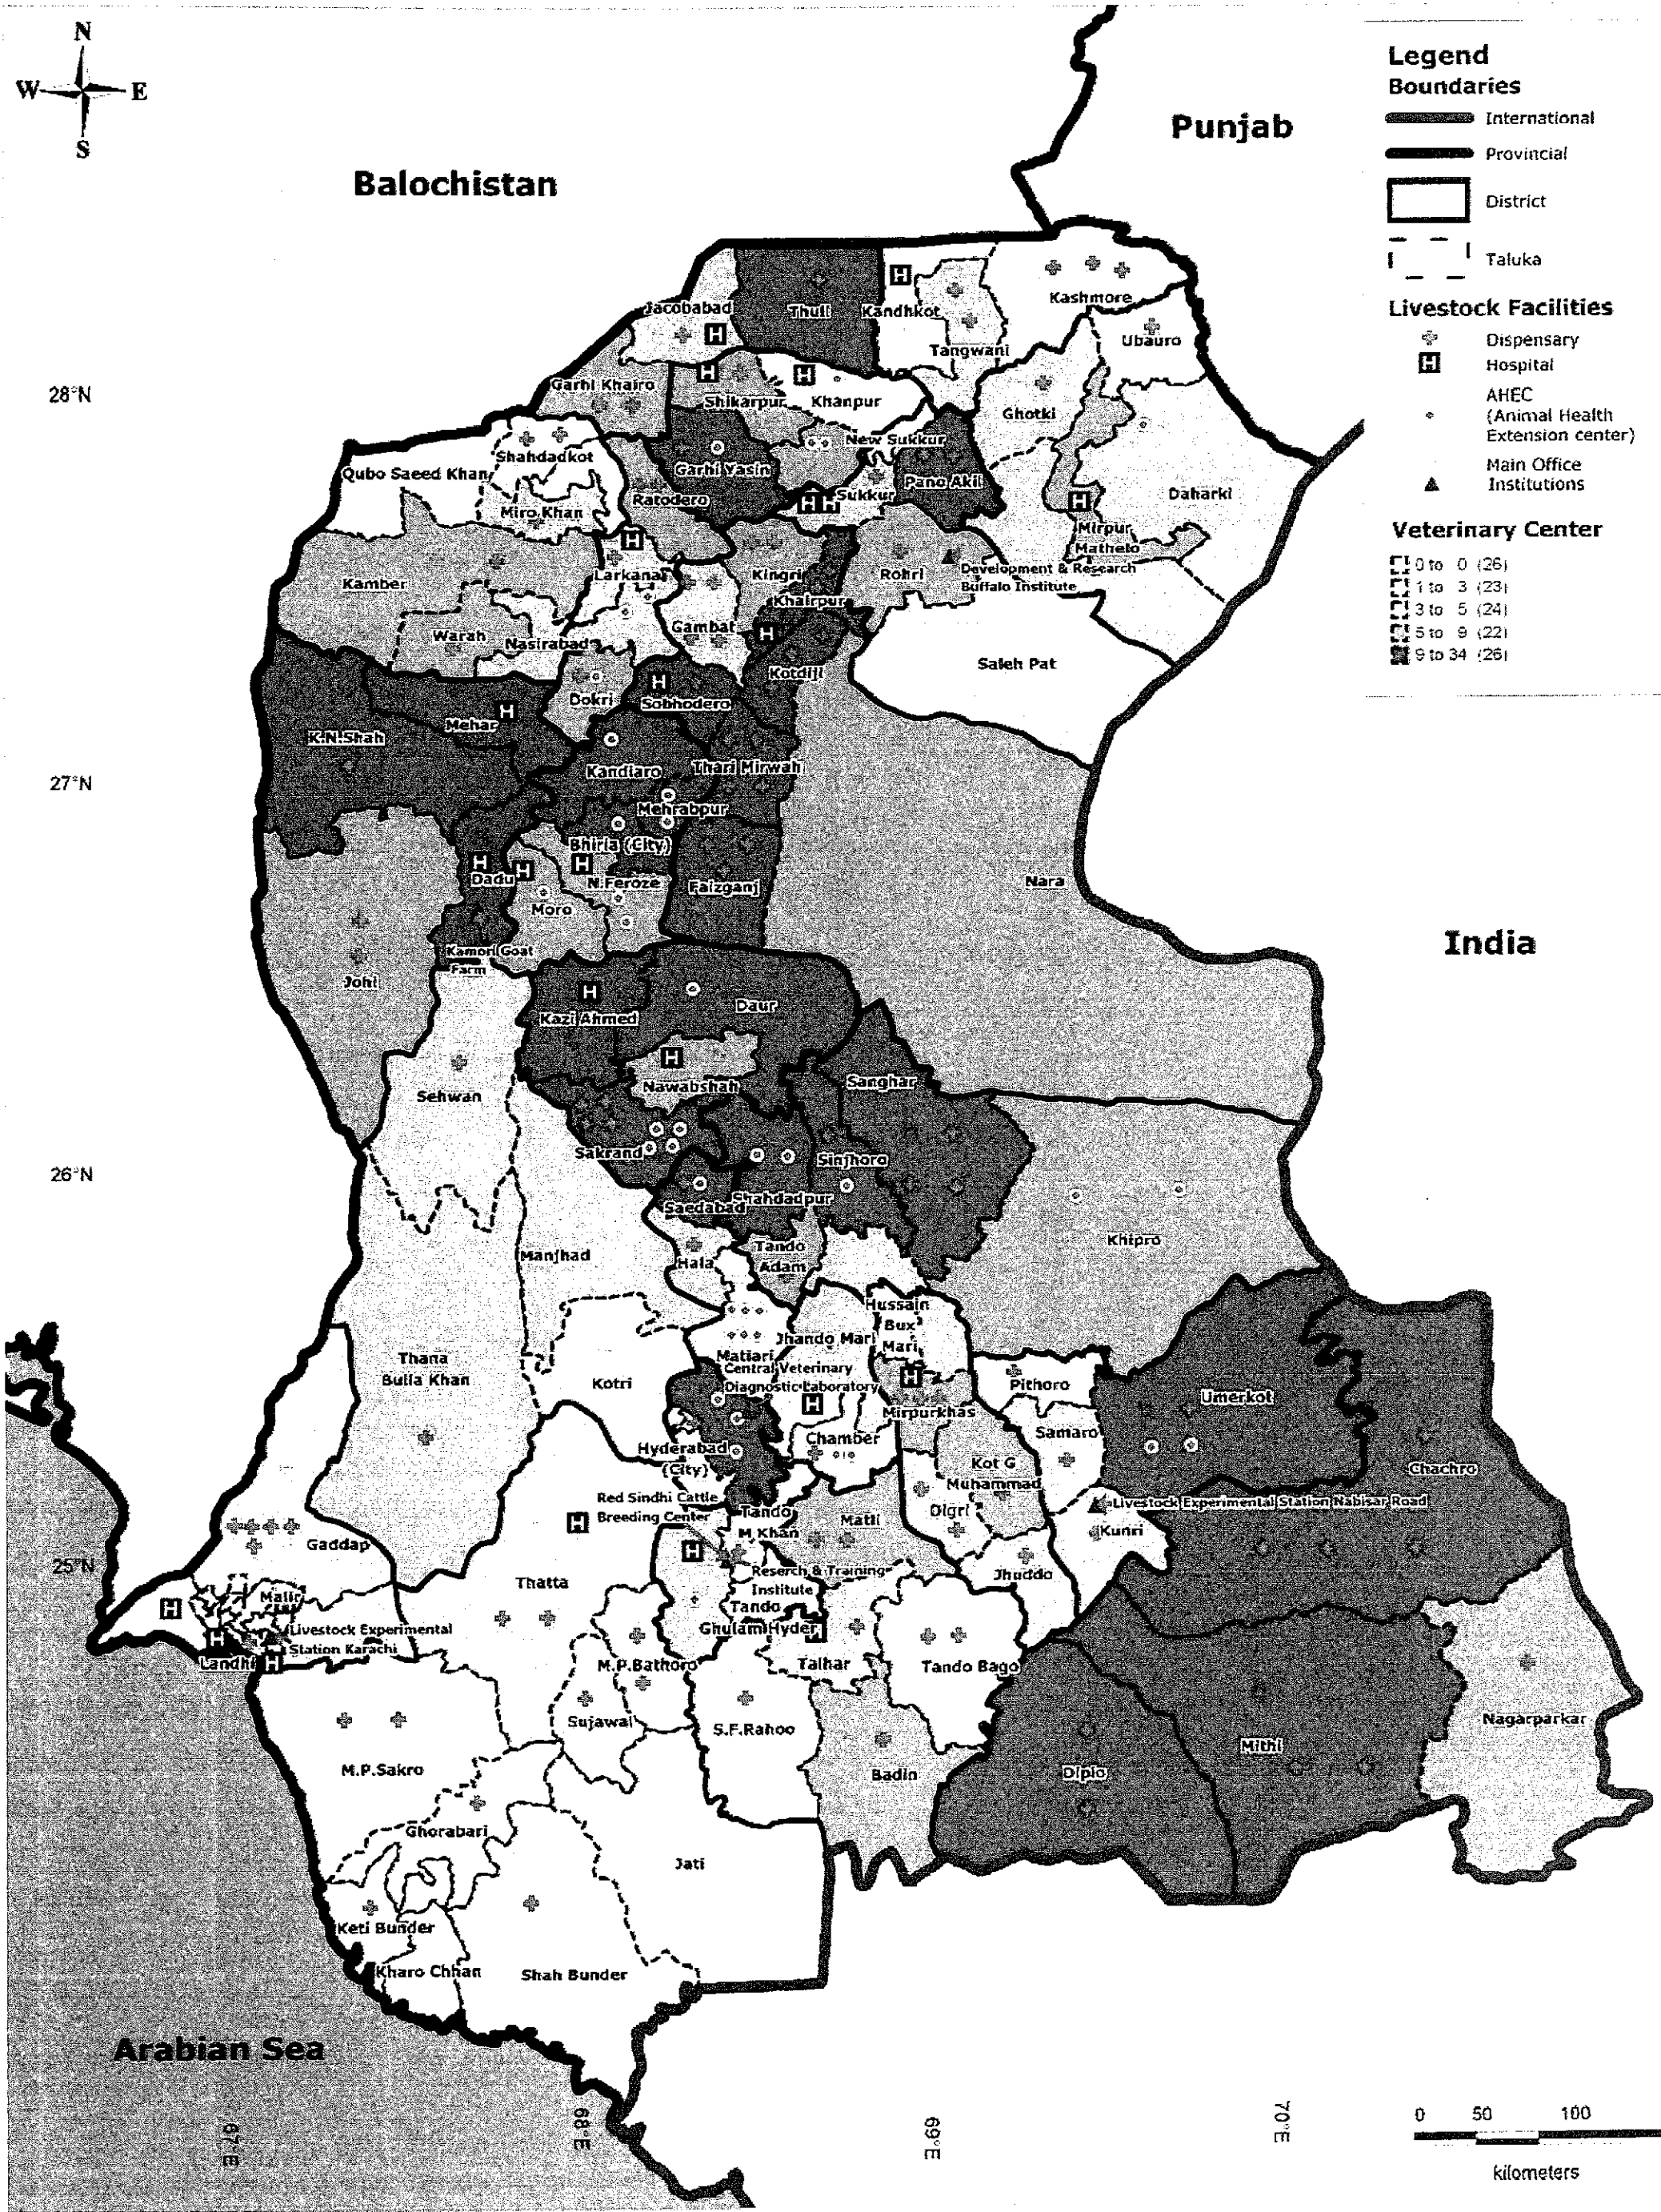 N
W E
S
Balochistan
Punjab
India
Arabian Sea
Legend
Boundaries
International
Provincial
District
Taluka
Livestock Facilities
Dispensary
H Hospital
AHEC
(Animal Health
Extension center)
Main Office
Institutions
Veterinary Center
0 to 0 (26)
1 to 3 (23)
3 to 5 (24)
5 to 9 (22)
9 to 34 (26)
28°N
27°N
26°N
25°N
67°E
68°E
69°E
70°E
0 50 100
kilometers
Jacobabad
Thull
Kandhkot
Kashmore
Tangwani
Ubauro
Garhi Khairo
Shikarpur
Khanpur
Ghotki
New Sukkur
Shahdadkot
Qubo Saeed Khan
Garhi Yasin
Pano Akil
Daharki
Ratodero
Sukkur
Miro Khan
Mirpur
Mathelo
Kamber
Larkana
Kingri
Rohri
Development & Research
Buffalo Institute
Khairpur
Warah
Nasirabad
Gambat
Saleh Pat
Kotdiji
Dokri
Sobhodero
Mehar
K.N.Shah
Kandiaro
Thari Mirwah
Mehrabpur
Bhiria (City)
Dadu
N.Feroze
Faizganj
Nara
Moro
Kamori Goat
Farm
Johi
Kazi Ahmed
Daur
Nawabshah
Sanghar
Sehwan
Sakrand
Sinjhoro
Shahdadpur
Saedabad
Khipro
Manjhad
Hala
Tando
Adam
Hussain
Bux
Mari
Jhando Mari
Matiari
Central Veterinary
Diagnostic Laboratory
Thana
Bulla Khan
Kotri
Pithoro
Umerkot
Mirpurkhas
Hyderabad
(City)
Chamber
Samaro
Kot G
Muhammad
Chachro
Red Sindhi Cattle
Breeding Center
Tando
M.Khan
Matli
Digri
Livestock Experimental Station Nabisar Road
Kunri
Gaddap
Thatta
Reserch & Training
Institute
Jhuddo
Malir
Tando
Ghulam Hyder
Livestock Experimental
Station Karachi
Landhi
M.P.Bathoro
Talhar
Tando Bago
Sujawal
S.F.Rahoo
Nagarparkar
M.P.Sakro
Badin
Diplo
Mithi
Ghorabari
Jati
Keti Bunder
Kharo Chhan
Shah Bunder